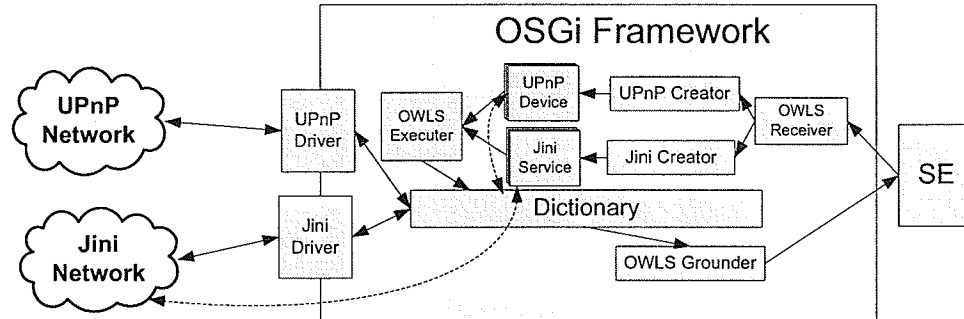 OSGi Framework
UPnP
Network
UPnP
Driver
OWLS
Executer
UPnP
Device
UPnP Creator
OWLS
Receiver
Jini
Service
Jini Creator
SE
Jini
Network
Jini
Driver
Dictionary
OWLS Grounder